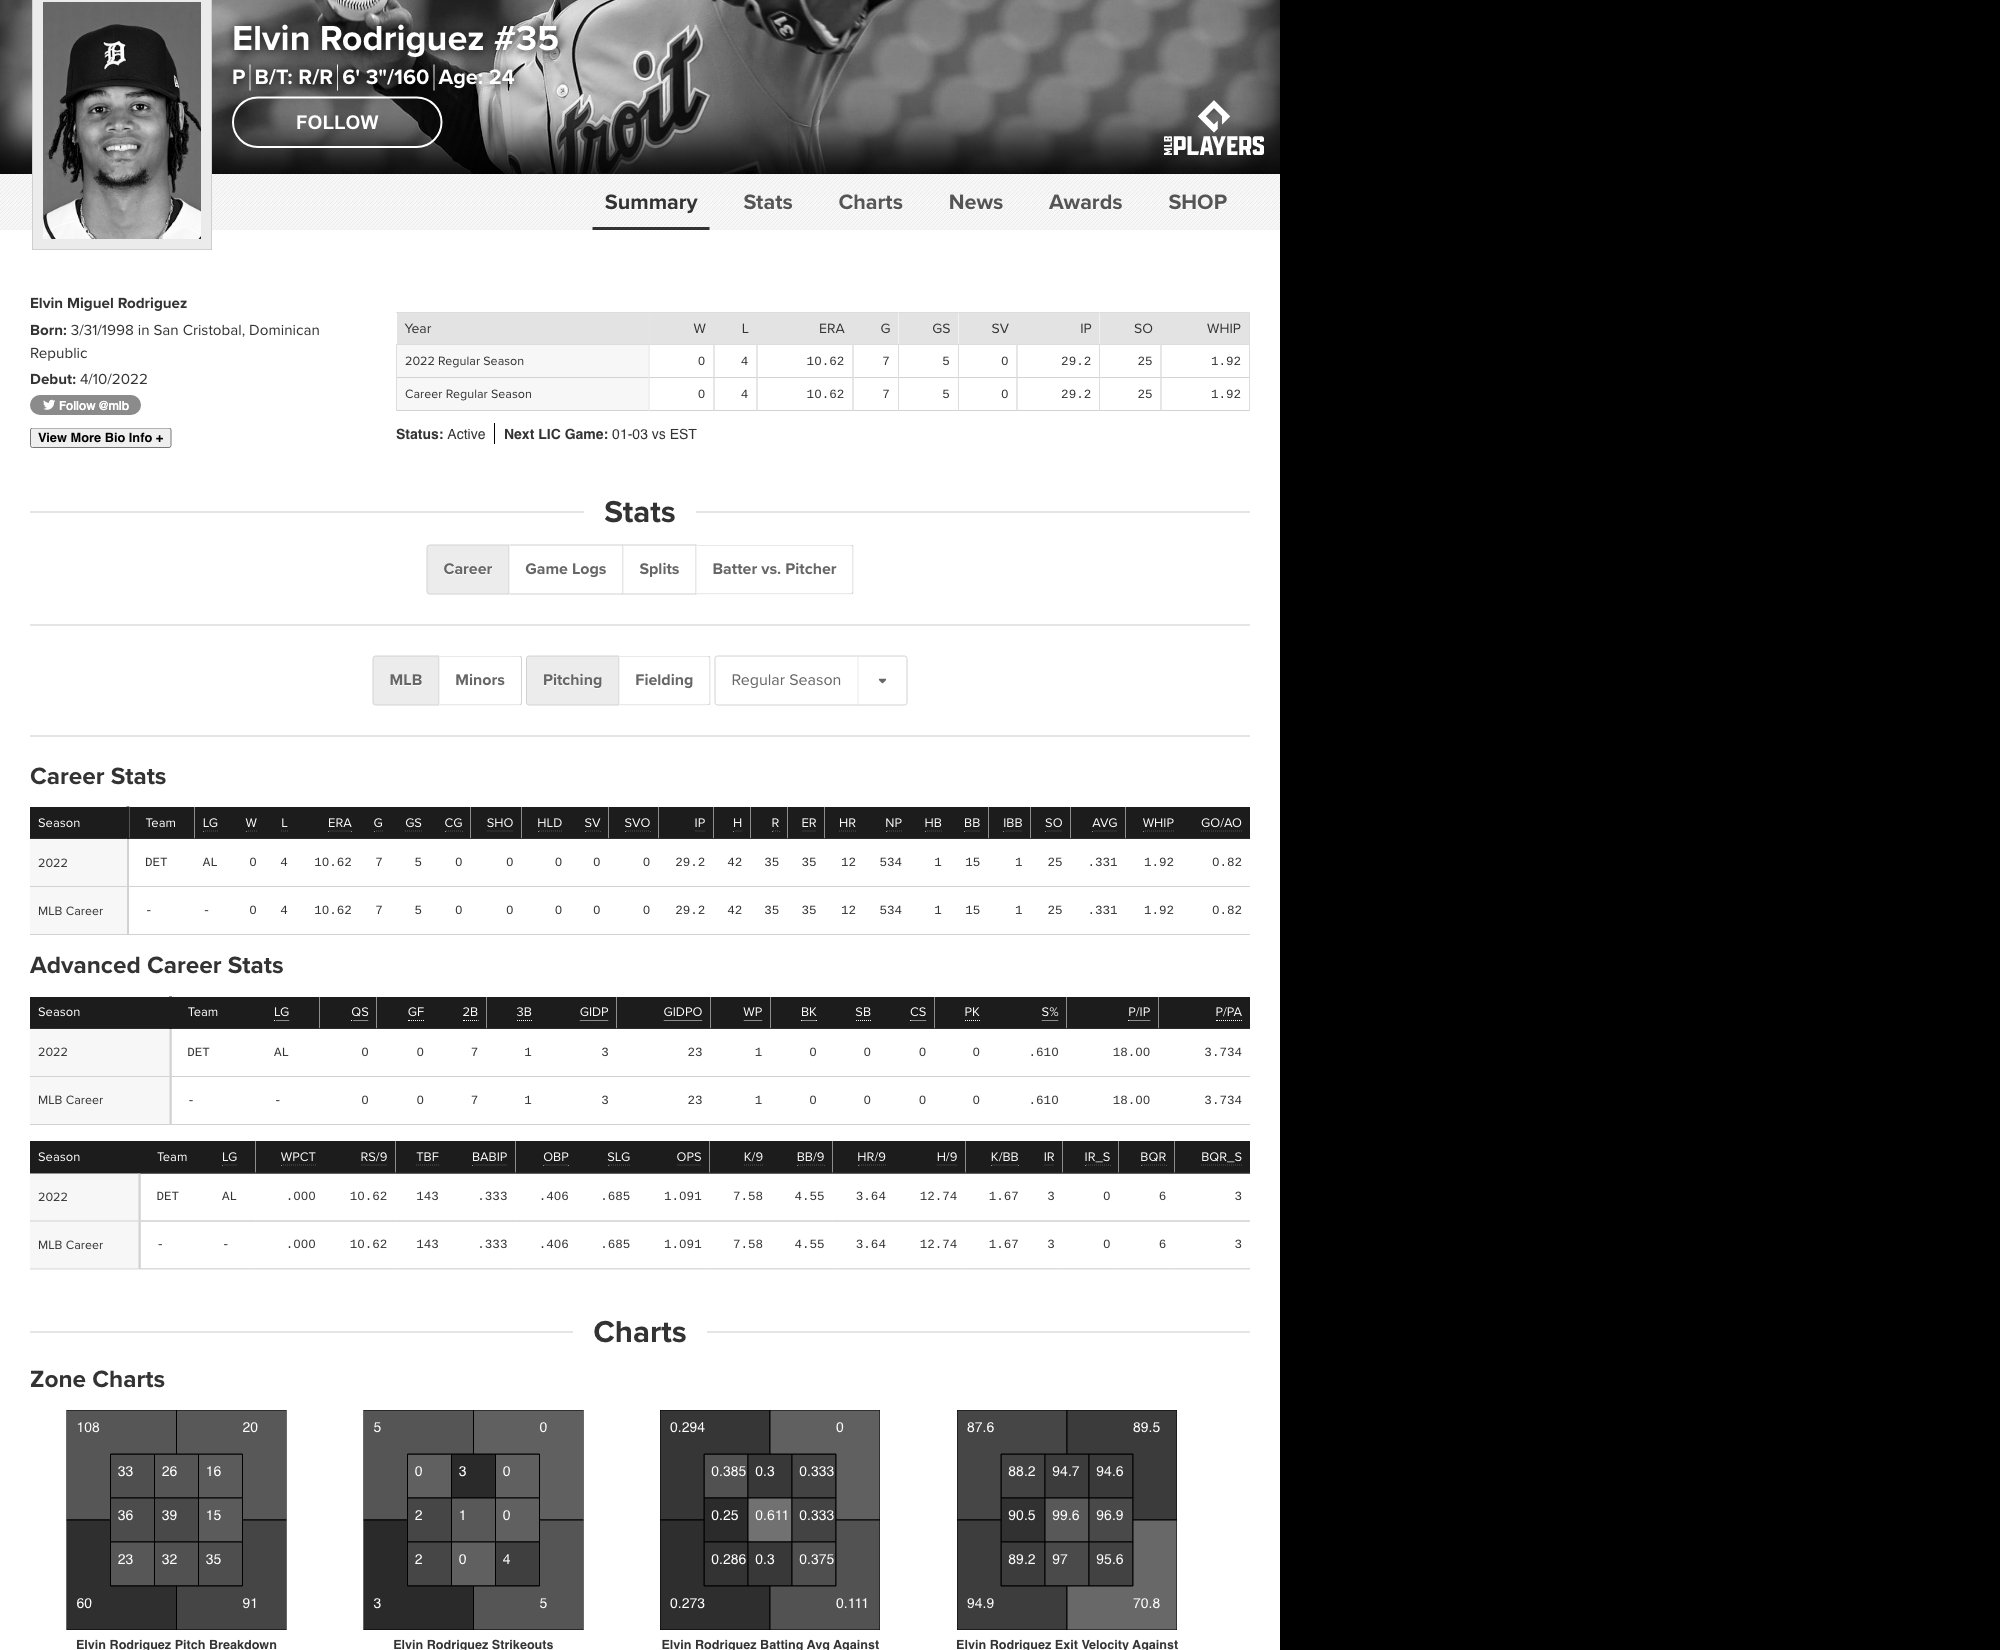 Elvin Rodriguez #35
P B/T: R/R 6' 3"/160 Age: 24
FOLLOW
troit
MLB PLAYERS
Summary Stats Charts News Awards SHOP
Elvin Miguel Rodriguez
Born: 3/31/1998 in San Cristobal, Dominican
Republic
Debut: 4/10/2022
Follow @mlb
View More Bio Info +
Year W L ERA G GS SV IP SO WHIP
2022 Regular Season 0 4 10.62 7 5 0 29.2 25 1.92
Career Regular Season 0 4 10.62 7 5 0 29.2 25 1.92
Status: Active Next LIC Game: 01-03 vs EST
Stats
Career Game Logs Splits Batter vs. Pitcher
MLB Minors Pitching Fielding Regular Season
Career Stats
Season Team LG W L ERA G GS CG SHO HLD SV SVO IP H R ER HR NP HB BB IBB SO AVG WHIP GO/AO
2022 DET AL 0 4 10.62 7 5 0 0 0 0 0 29.2 42 35 35 12 534 1 15 1 25 .331 1.92 0.82
MLB Career - - 0 4 10.62 7 5 0 0 0 0 0 29.2 42 35 35 12 534 1 15 1 25 .331 1.92 0.82
Advanced Career Stats
Season Team LG QS GF 2B 3B GIDP GIDPO WP BK SB CS PK S% P/IP P/PA
2022 DET AL 0 0 7 1 3 23 1 0 0 0 0 .610 18.00 3.734
MLB Career - - 0 0 7 1 3 23 1 0 0 0 0 .610 18.00 3.734
Season Team LG WPCT RS/9 TBF BABIP OBP SLG OPS K/9 BB/9 HR/9 H/9 K/BB IR IR_S BQR BQR_S
2022 DET AL .000 10.62 143 .333 .406 .685 1.091 7.58 4.55 3.64 12.74 1.67 3 0 6 3
MLB Career - - .000 10.62 143 .333 .406 .685 1.091 7.58 4.55 3.64 12.74 1.67 3 0 6 3
Charts
Zone Charts
108 20 5 0 0.294 0 87.6 89.5
33 26 16 0 3 0 0.385 0.3 0.333 88.2 94.7 94.6
36 39 15 2 1 0 0.25 0.611 0.333 90.5 99.6 96.9
23 32 35 2 0 4 0.286 0.3 0.375 89.2 97 95.6
60 91 3 5 0.273 0.111 94.9 70.8
Elvin Rodriguez Pitch Breakdown Elvin Rodriguez Strikeouts Elvin Rodriguez Batting Avg Against Elvin Rodriguez Exit Velocity Against